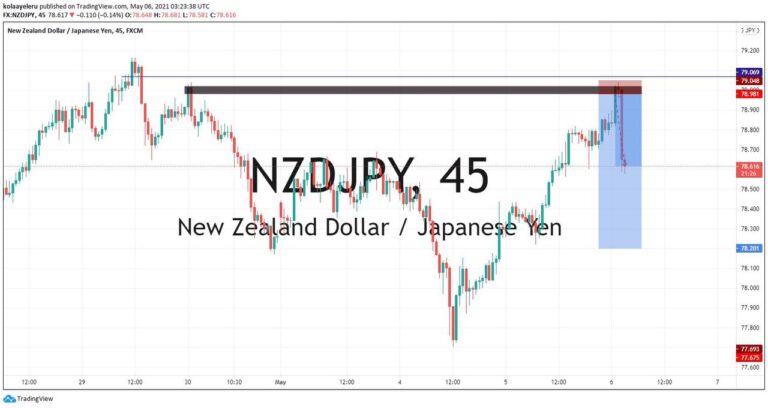 kolaayeleru published on TradingView.com, May 06, 2021 03:23:38 UTC
FX:NZDJPY, 45 78.617 ▼ −0.110 (−0.14%) O:78.648 H:78.681 L:78.581 C:78.616
New Zealand Dollar / Japanese Yen, 45, FXCM
JPY
79.200
79.069
79.048
78.981
78.900
78.800
78.700
78.616
21:26
78.500
78.400
78.300
78.201
78.100
78.000
77.900
77.800
77.693
77.675
77.600
NZDJPY, 45
New Zealand Dollar / Japanese Yen
12:00 29 12:00 30 10:30 May 12:00 4 12:00 5 12:00 6 12:00 7
TradingView